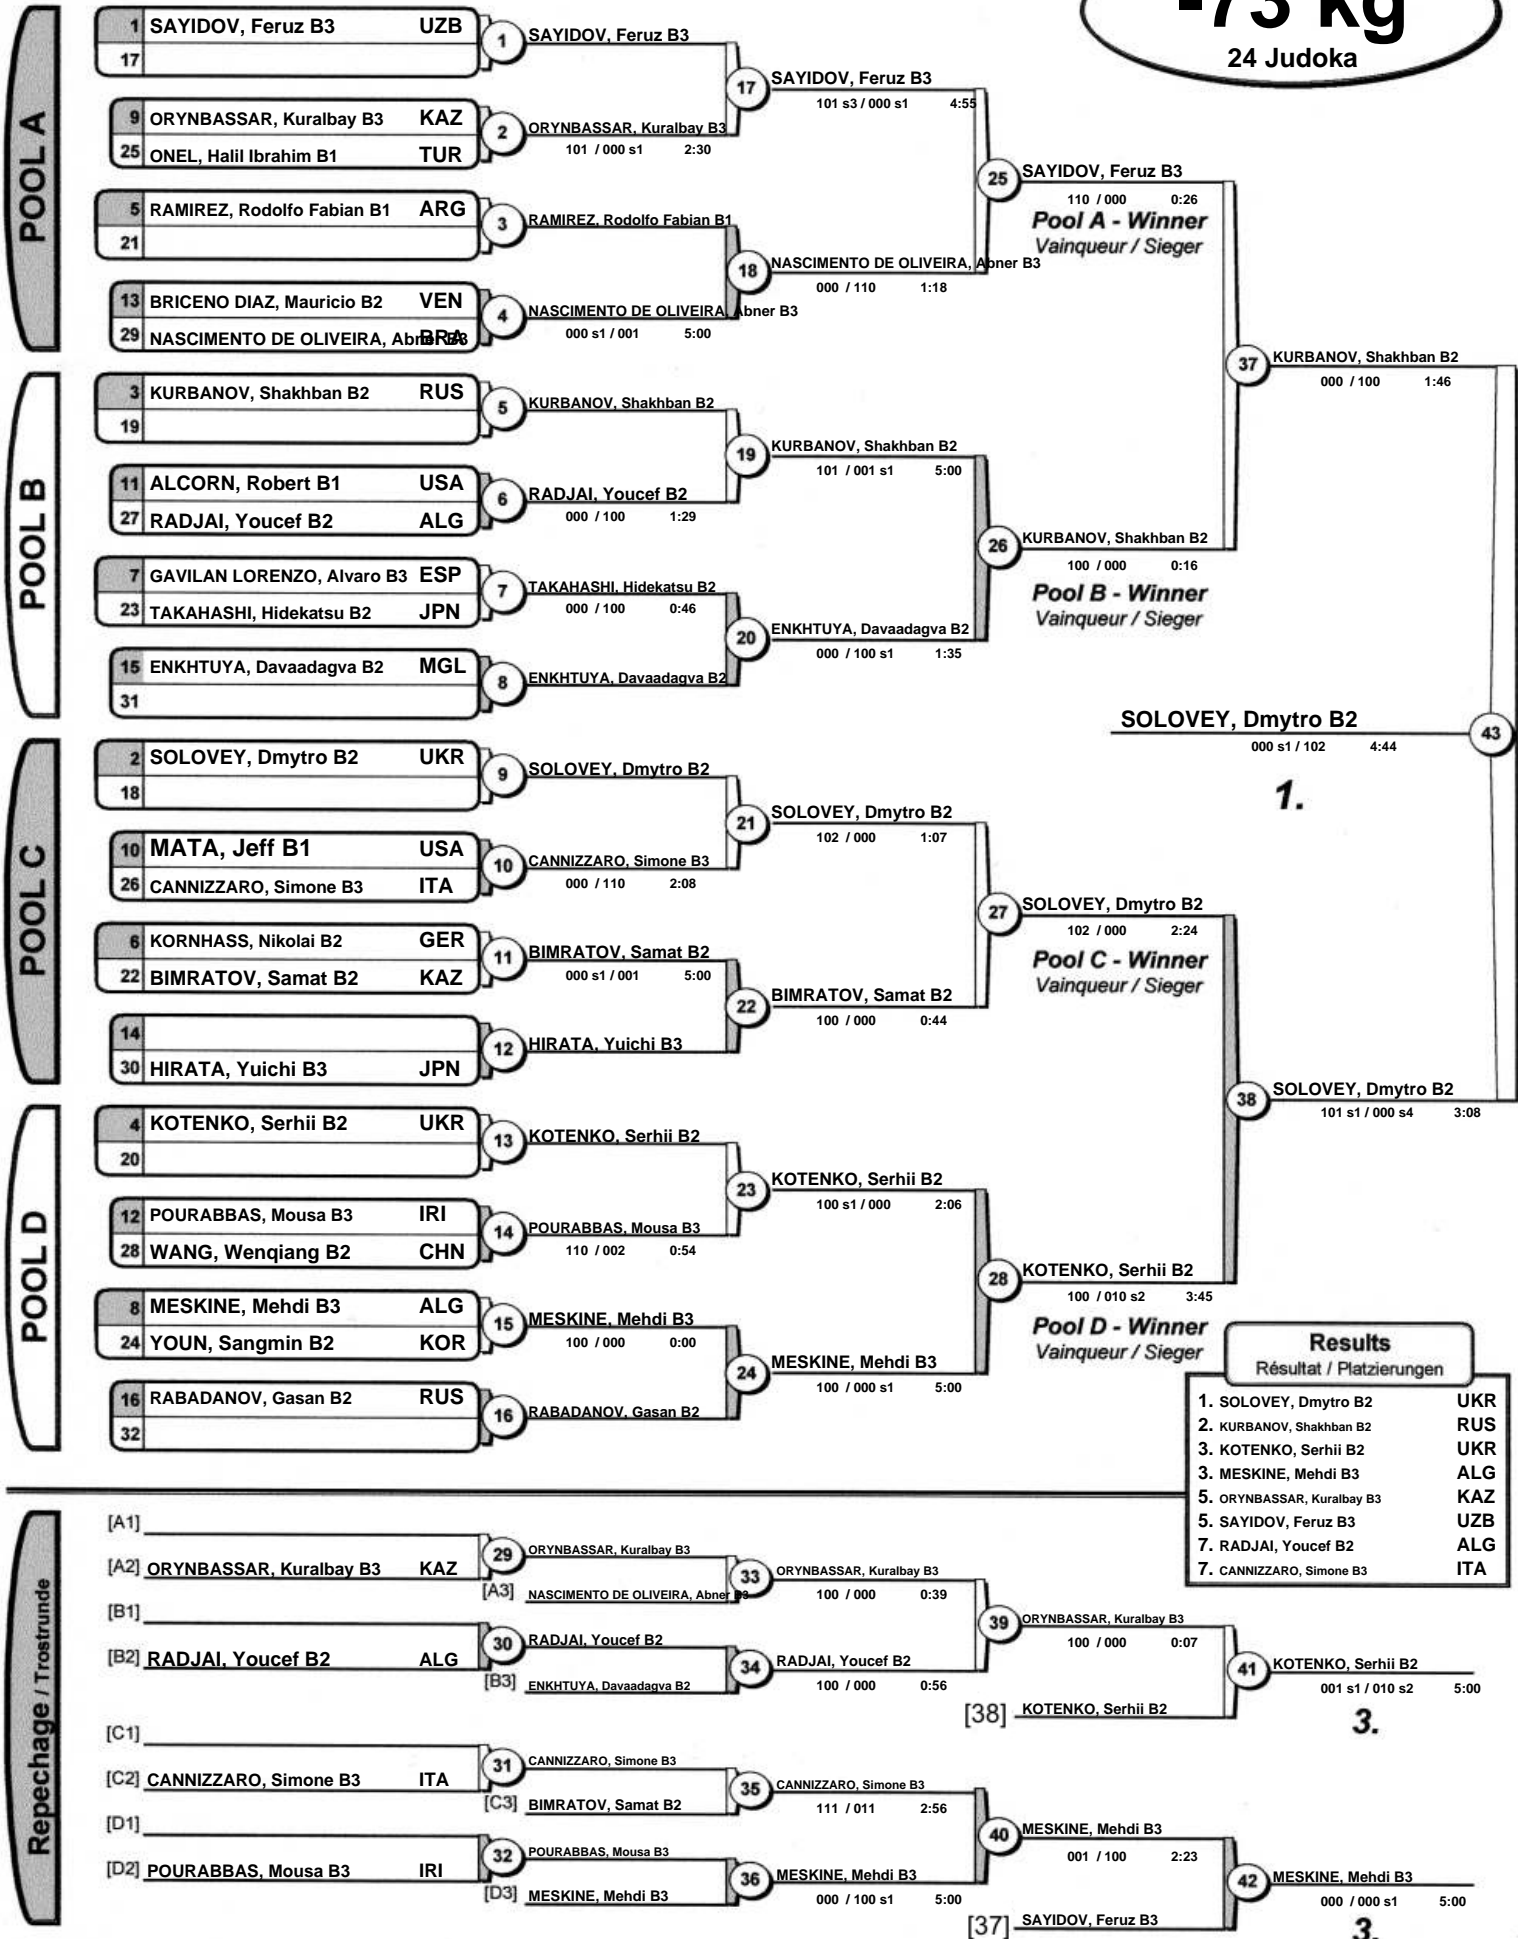 -73 kg
24 Judoka
POOL A
1 SAYIDOV, Feruz B3 UZB
17
1 SAYIDOV, Feruz B3
9 ORYNBASSAR, Kuralbay B3 KAZ
25 ONEL, Halil Ibrahim B1 TUR
2 ORYNBASSAR, Kuralbay B3
101 / 000 s1 2:30
17 SAYIDOV, Feruz B3
101 s3 / 000 s1 4:55
5 RAMIREZ, Rodolfo Fabian B1 ARG
21
3 RAMIREZ, Rodolfo Fabian B1
13 BRICENO DIAZ, Mauricio B2 VEN
29 NASCIMENTO DE OLIVEIRA, Abner B3 BRA
4 NASCIMENTO DE OLIVEIRA, Abner B3
000 s1 / 001 5:00
18 NASCIMENTO DE OLIVEIRA, Abner B3
000 / 110 1:18
25 SAYIDOV, Feruz B3
110 / 000 0:26
Pool A - Winner
Vainqueur / Sieger
POOL B
3 KURBANOV, Shakhban B2 RUS
19
5 KURBANOV, Shakhban B2
11 ALCORN, Robert B1 USA
27 RADJAI, Youcef B2 ALG
6 RADJAI, Youcef B2
000 / 100 1:29
19 KURBANOV, Shakhban B2
101 / 001 s1 5:00
7 GAVILAN LORENZO, Alvaro B3 ESP
23 TAKAHASHI, Hidekatsu B2 JPN
7 TAKAHASHI, Hidekatsu B2
000 / 100 0:46
15 ENKHTUYA, Davaadagva B2 MGL
31
8 ENKHTUYA, Davaadagva B2
20 ENKHTUYA, Davaadagva B2
000 / 100 s1 1:35
26 KURBANOV, Shakhban B2
100 / 000 0:16
Pool B - Winner
Vainqueur / Sieger
37 KURBANOV, Shakhban B2
000 / 100 1:46
SOLOVEY, Dmytro B2 43
000 s1 / 102 4:44
1.
POOL C
2 SOLOVEY, Dmytro B2 UKR
18
9 SOLOVEY, Dmytro B2
10 MATA, Jeff B1 USA
26 CANNIZZARO, Simone B3 ITA
10 CANNIZZARO, Simone B3
000 / 110 2:08
21 SOLOVEY, Dmytro B2
102 / 000 1:07
6 KORNHASS, Nikolai B2 GER
22 BIMRATOV, Samat B2 KAZ
11 BIMRATOV, Samat B2
000 s1 / 001 5:00
14
30 HIRATA, Yuichi B3 JPN
12 HIRATA, Yuichi B3
22 BIMRATOV, Samat B2
100 / 000 0:44
27 SOLOVEY, Dmytro B2
102 / 000 2:24
Pool C - Winner
Vainqueur / Sieger
POOL D
4 KOTENKO, Serhii B2 UKR
20
13 KOTENKO, Serhii B2
12 POURABBAS, Mousa B3 IRI
28 WANG, Wenqiang B2 CHN
14 POURABBAS, Mousa B3
110 / 002 0:54
23 KOTENKO, Serhii B2
100 s1 / 000 2:06
8 MESKINE, Mehdi B3 ALG
24 YOUN, Sangmin B2 KOR
15 MESKINE, Mehdi B3
100 / 000 0:00
16 RABADANOV, Gasan B2 RUS
32
16 RABADANOV, Gasan B2
24 MESKINE, Mehdi B3
100 / 000 s1 5:00
28 KOTENKO, Serhii B2
100 / 010 s2 3:45
Pool D - Winner
Vainqueur / Sieger
38 SOLOVEY, Dmytro B2
101 s1 / 000 s4 3:08
Results
Résultat / Platzierungen
1. SOLOVEY, Dmytro B2 UKR
2. KURBANOV, Shakhban B2 RUS
3. KOTENKO, Serhii B2 UKR
3. MESKINE, Mehdi B3 ALG
5. ORYNBASSAR, Kuralbay B3 KAZ
5. SAYIDOV, Feruz B3 UZB
7. RADJAI, Youcef B2 ALG
7. CANNIZZARO, Simone B3 ITA
Repechage / Trostrunde
[A1]
[A2] ORYNBASSAR, Kuralbay B3 KAZ
29 ORYNBASSAR, Kuralbay B3
[A3] NASCIMENTO DE OLIVEIRA, Abner B3
33 ORYNBASSAR, Kuralbay B3
100 / 000 0:39
[B1]
[B2] RADJAI, Youcef B2 ALG
30 RADJAI, Youcef B2
[B3] ENKHTUYA, Davaadagva B2
34 RADJAI, Youcef B2
100 / 000 0:56
39 ORYNBASSAR, Kuralbay B3
100 / 000 0:07
[38] KOTENKO, Serhii B2
41 KOTENKO, Serhii B2
001 s1 / 010 s2 5:00
3.
[C1]
[C2] CANNIZZARO, Simone B3 ITA
31 CANNIZZARO, Simone B3
[C3] BIMRATOV, Samat B2
35 CANNIZZARO, Simone B3
111 / 011 2:56
[D1]
[D2] POURABBAS, Mousa B3 IRI
32 POURABBAS, Mousa B3
[D3] MESKINE, Mehdi B3
36 MESKINE, Mehdi B3
000 / 100 s1 5:00
40 MESKINE, Mehdi B3
001 / 100 2:23
[37] SAYIDOV, Feruz B3
42 MESKINE, Mehdi B3
000 / 000 s1 5:00
3.